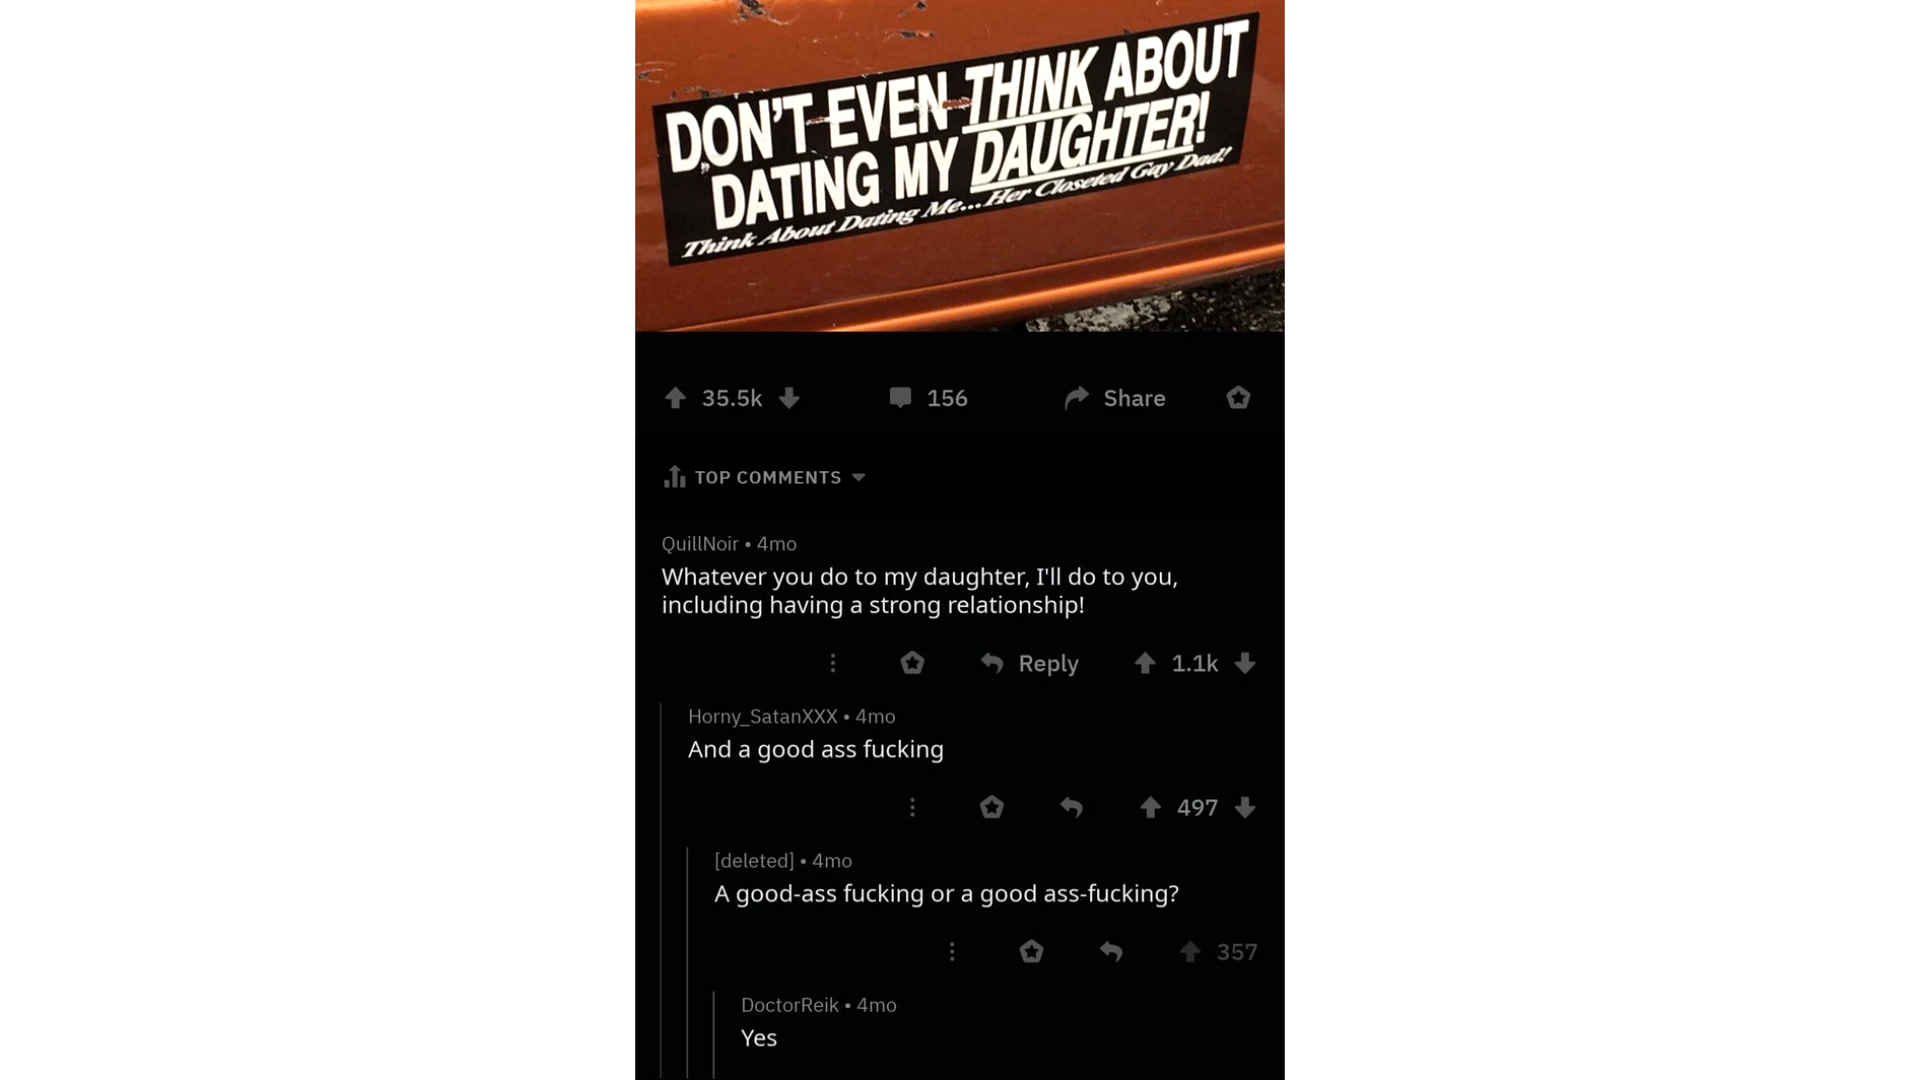 DON'T EVEN THINK ABOUT
DATING MY DAUGHTER!
Think About Dating Me... Her Closeted Gay Dad!
35.5k
156
Share
TOP COMMENTS
QuillNoir • 4mo
Whatever you do to my daughter, I'll do to you,
including having a strong relationship!
Reply
1.1k
Horny_SatanXXX • 4mo
And a good ass fucking
497
[deleted] • 4mo
A good-ass fucking or a good ass-fucking?
357
DoctorReik • 4mo
Yes